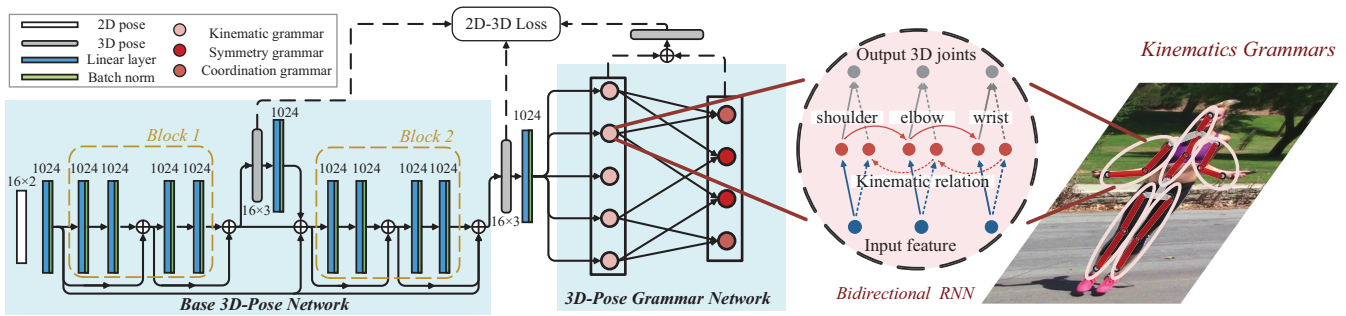 2D pose
3D pose
Linear layer
Batch norm
Kinematic grammar
Symmetry grammar
Coordination grammar
2D-3D Loss
Block 1
Block 2
16×2
1024
1024
1024
1024
1024
16×3
1024
1024
1024
1024
1024
16×3
1024
Base 3D-Pose Network
3D-Pose Grammar Network
Output 3D joints
shoulder
elbow
wrist
Kinematic relation
Input feature
Bidirectional RNN
Kinematics Grammars